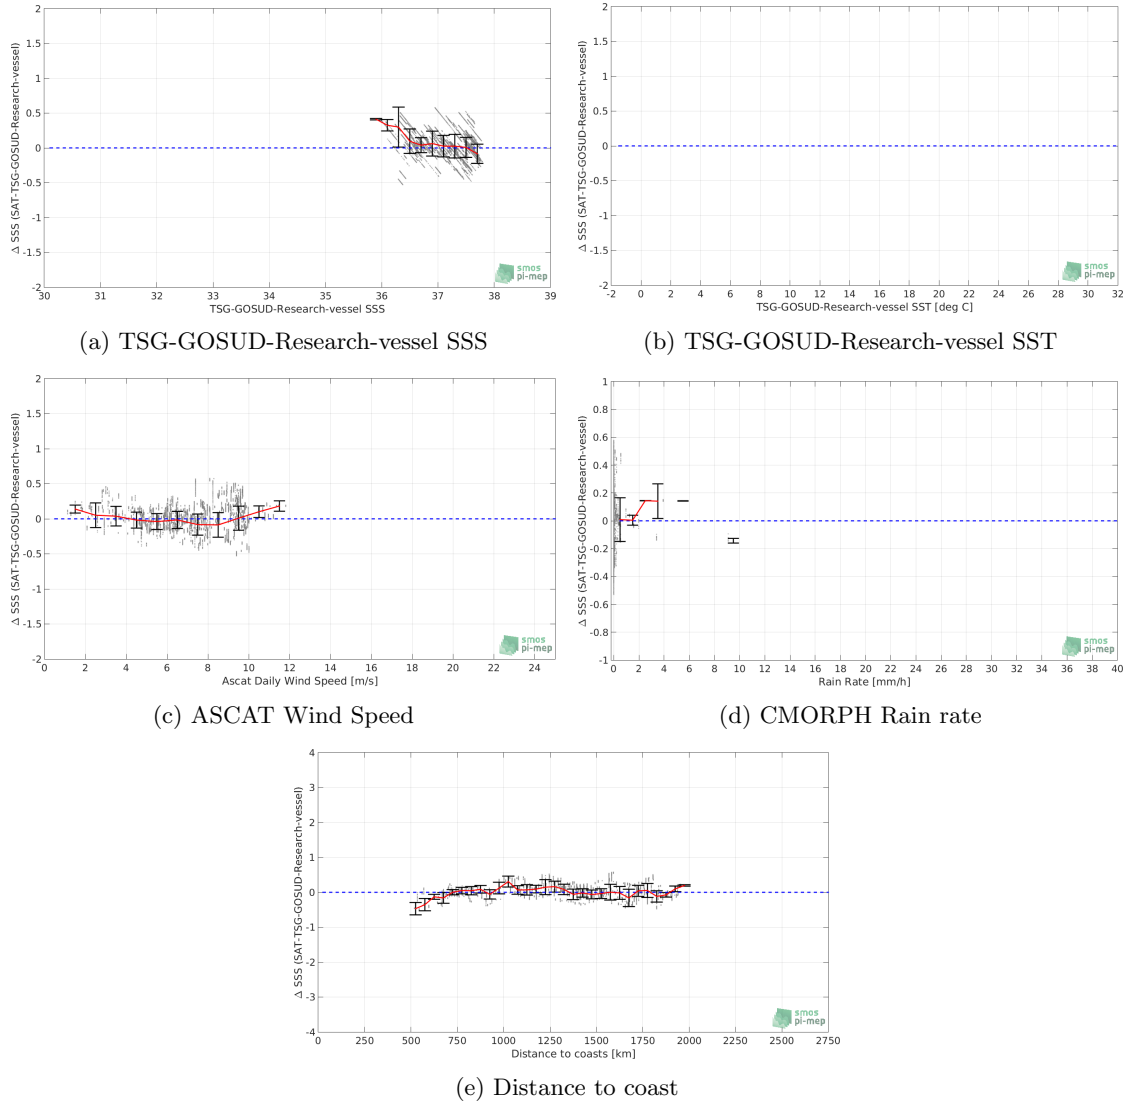 2
1.5
1
0.5
0
-0.5
-1
-1.5
-2
Δ SSS (SAT-TSG-GOSUD-Research-vessel)
30 31 32 33 34 35 36 37 38 39
TSG-GOSUD-Research-vessel SSS
smos
pi-mep
(a) TSG-GOSUD-Research-vessel SSS
2
1.5
1
0.5
0
-0.5
-1
-1.5
-2
Δ SSS (SAT-TSG-GOSUD-Research-vessel)
-2 0 2 4 6 8 10 12 14 16 18 20 22 24 26 28 30 32
TSG-GOSUD-Research-vessel SST [deg C]
smos
pi-mep
(b) TSG-GOSUD-Research-vessel SST
2
1.5
1
0.5
0
-0.5
-1
-1.5
-2
Δ SSS (SAT-TSG-GOSUD-Research-vessel)
0 2 4 6 8 10 12 14 16 18 20 22 24
Ascat Daily Wind Speed [m/s]
smos
pi-mep
(c) ASCAT Wind Speed
1
0.8
0.6
0.4
0.2
0
-0.2
-0.4
-0.6
-0.8
-1
Δ SSS (SAT-TSG-GOSUD-Research-vessel)
0 2 4 6 8 10 12 14 16 18 20 22 24 26 28 30 32 34 36 38 40
Rain Rate [mm/h]
smos
pi-mep
(d) CMORPH Rain rate
4
3
2
1
0
-1
-2
-3
-4
Δ SSS (SAT-TSG-GOSUD-Research-vessel)
0 250 500 750 1000 1250 1500 1750 2000 2250 2500 2750
Distance to coasts [km]
smos
pi-mep
(e) Distance to coast